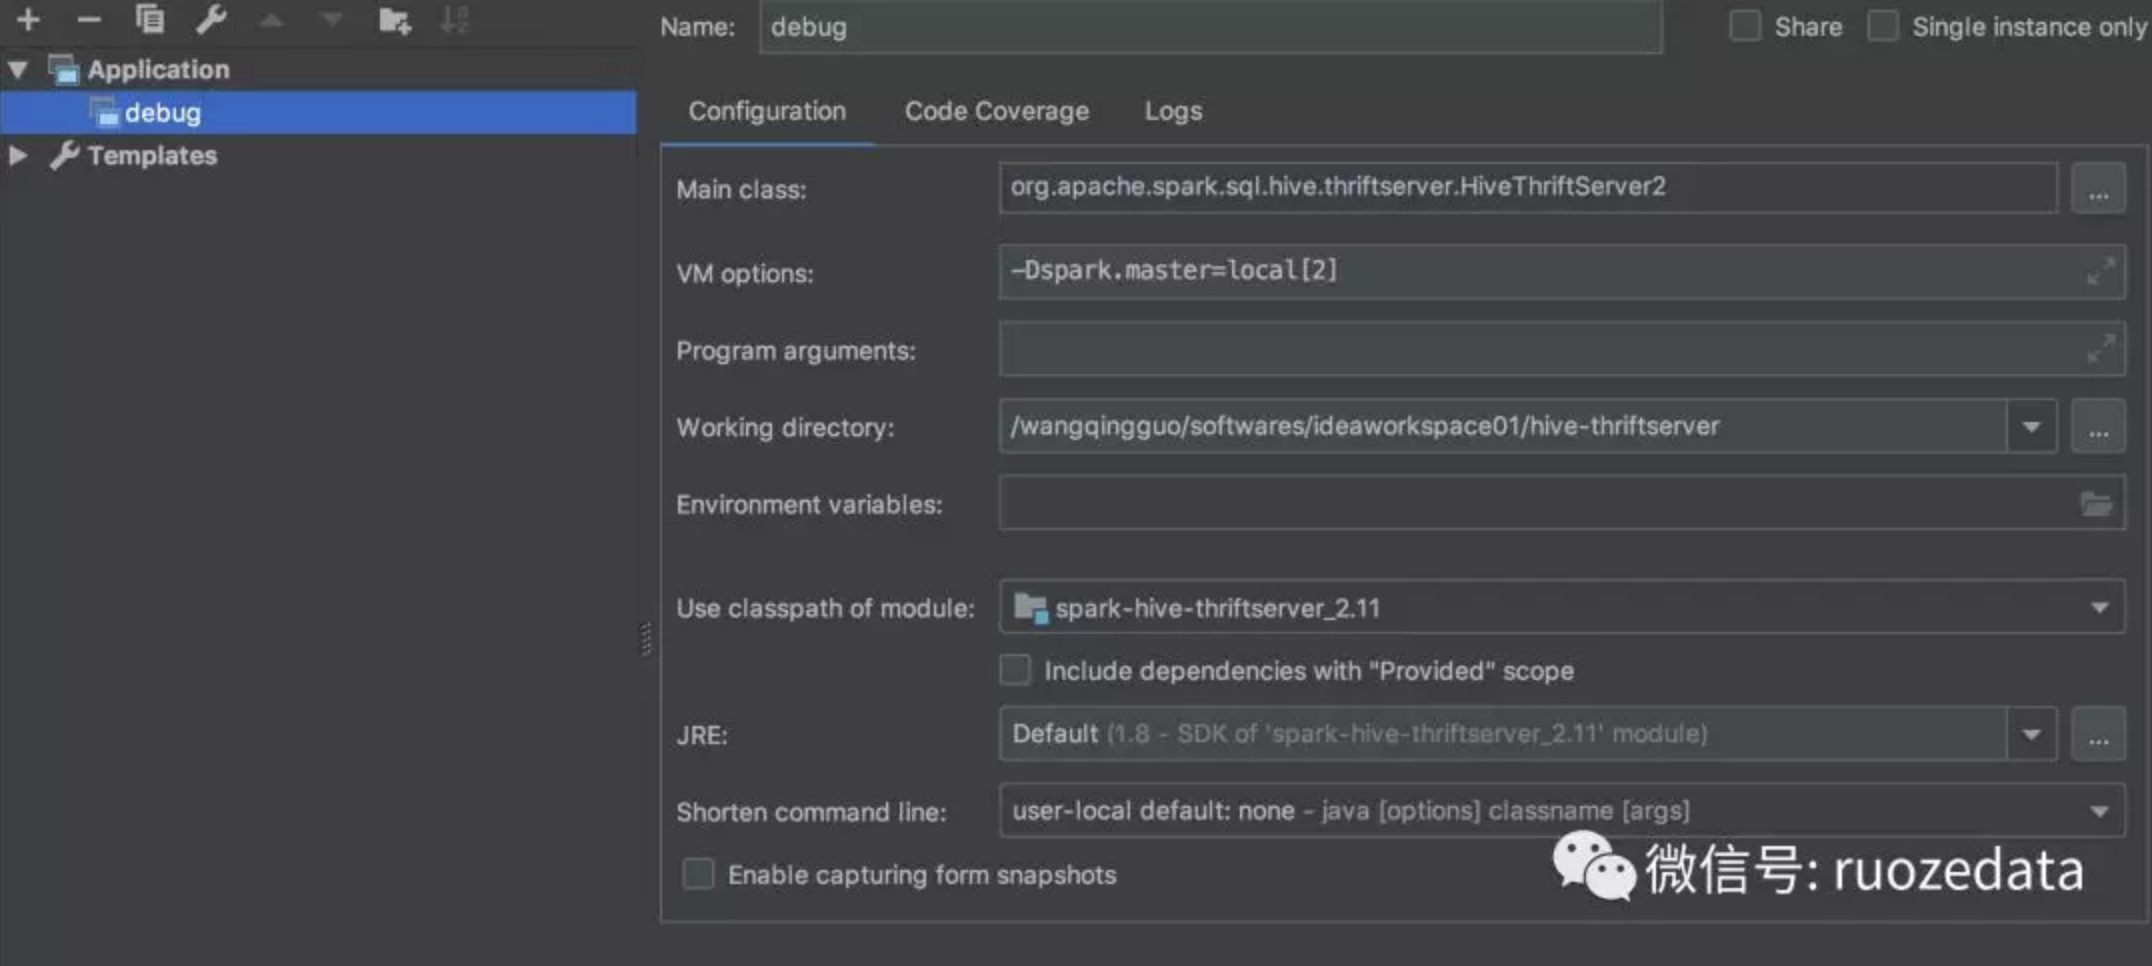 Name: debug Share Single instance only
Application
debug
Templates
Configuration Code Coverage Logs
Main class: org.apache.spark.sql.hive.thriftserver.HiveThriftServer2 ...
VM options: -Dspark.master=local[2]
Program arguments:
Working directory: /wangqingguo/softwares/ideaworkspace01/hive-thriftserver ...
Environment variables:
Use classpath of module: spark-hive-thriftserver_2.11
Include dependencies with "Provided" scope
JRE: Default (1.8 - SDK of 'spark-hive-thriftserver_2.11' module) ...
Shorten command line: user-local default: none - java [options] classname [args]
Enable capturing form snapshots
微信号: ruozedata